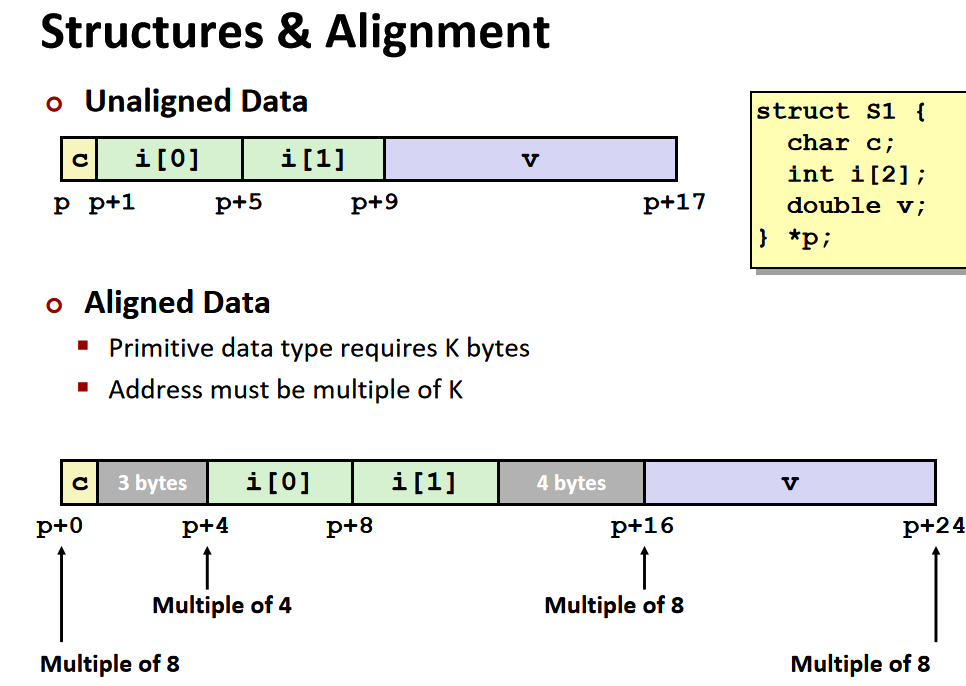 Structures & Alignment
Unaligned Data
c i[0] i[1] v
p p+1 p+5 p+9 p+17
struct S1 {
char c;
int i[2];
double v;
} *p;
Aligned Data
Primitive data type requires K bytes
Address must be multiple of K
c 3 bytes i[0] i[1] 4 bytes v
p+0 p+4 p+8 p+16 p+24
Multiple of 4 Multiple of 8
Multiple of 8 Multiple of 8